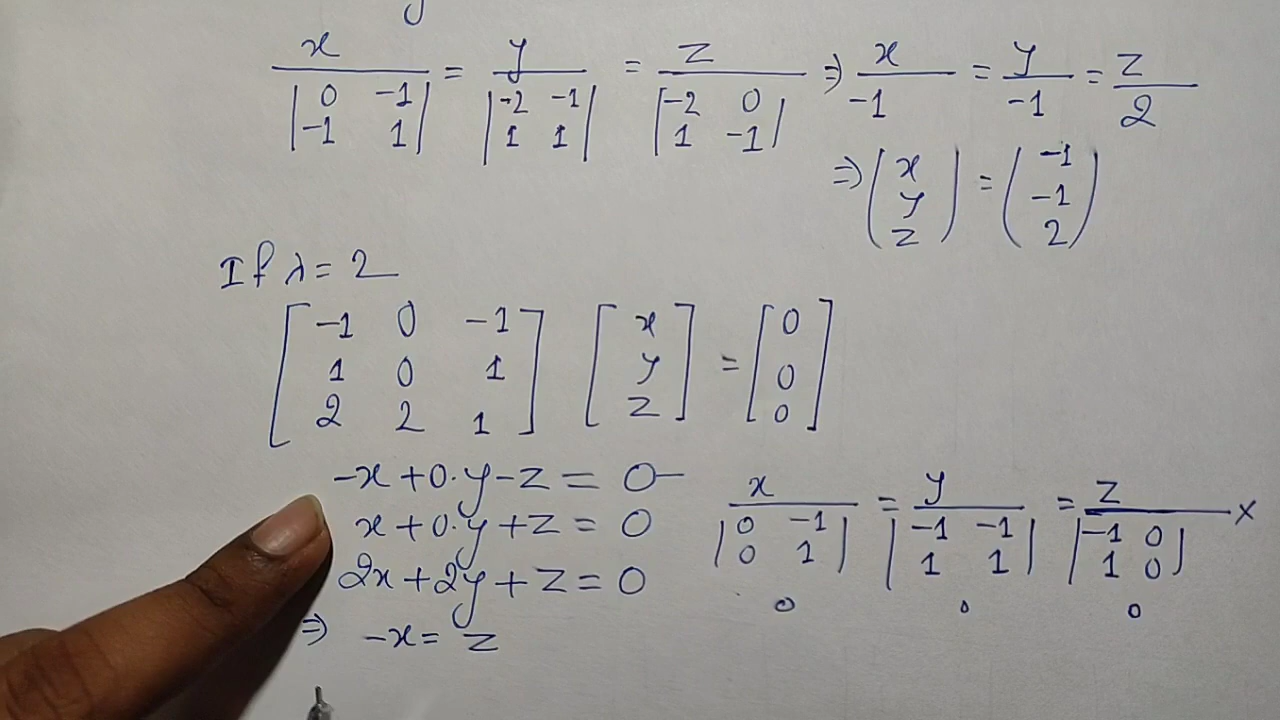 x/|0 -1; -1 1| = y/|-2 -1; 1 1| = z/|-2 0; 1 -1| ⇒ x/-1 = y/-1 = z/2
⇒ (x y z) = (-1 -1 2)
If λ = 2
[-1 0 -1; 1 0 1; 2 2 1] [x; y; z] = [0; 0; 0]
-x + 0·y - z = 0
x + 0·y + z = 0
2x + 2y + z = 0
x/|0 -1; 0 1| = y/|-1 -1; 1 1| = z/|-1 0; 1 0| ×
0 0 0
⇒ -x = z